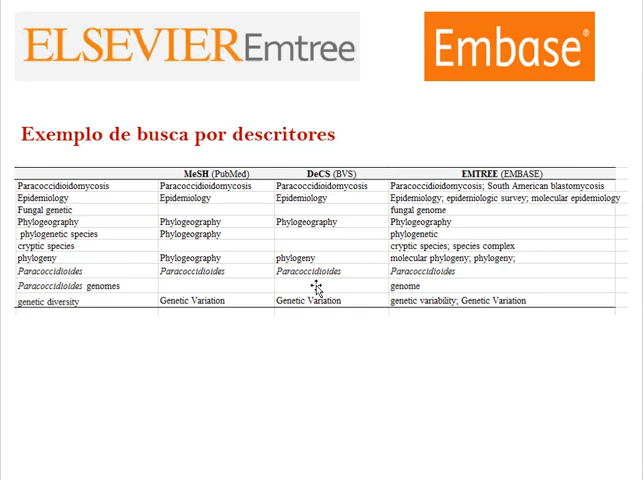 ELSEVIER Emtree
Embase®
Exemplo de busca por descritores
MeSH (PubMed) DeCS (BVS) EMTREE (EMBASE)
Paracoccidioidomycosis Paracoccidioidomycosis Paracoccidioidomycosis Paracoccidioidomycosis; South American blastomycosis
Epidemiology Epidemiology Epidemiology Epidemiology; epidemiologic survey; molecular epidemiology
Fungal genetic fungal genome
Phylogeography Phylogeography Phylogeography Phylogeography
phylogenetic species Phylogeography phylogenetic
cryptic species cryptic species; species complex
phylogeny Phylogeography phylogeny molecular phylogeny; phylogeny;
Paracoccidioides Paracoccidioides Paracoccidioides Paracoccidioides
Paracoccidioides genomes genome
genetic diversity Genetic Variation Genetic Variation genetic variability; Genetic Variation